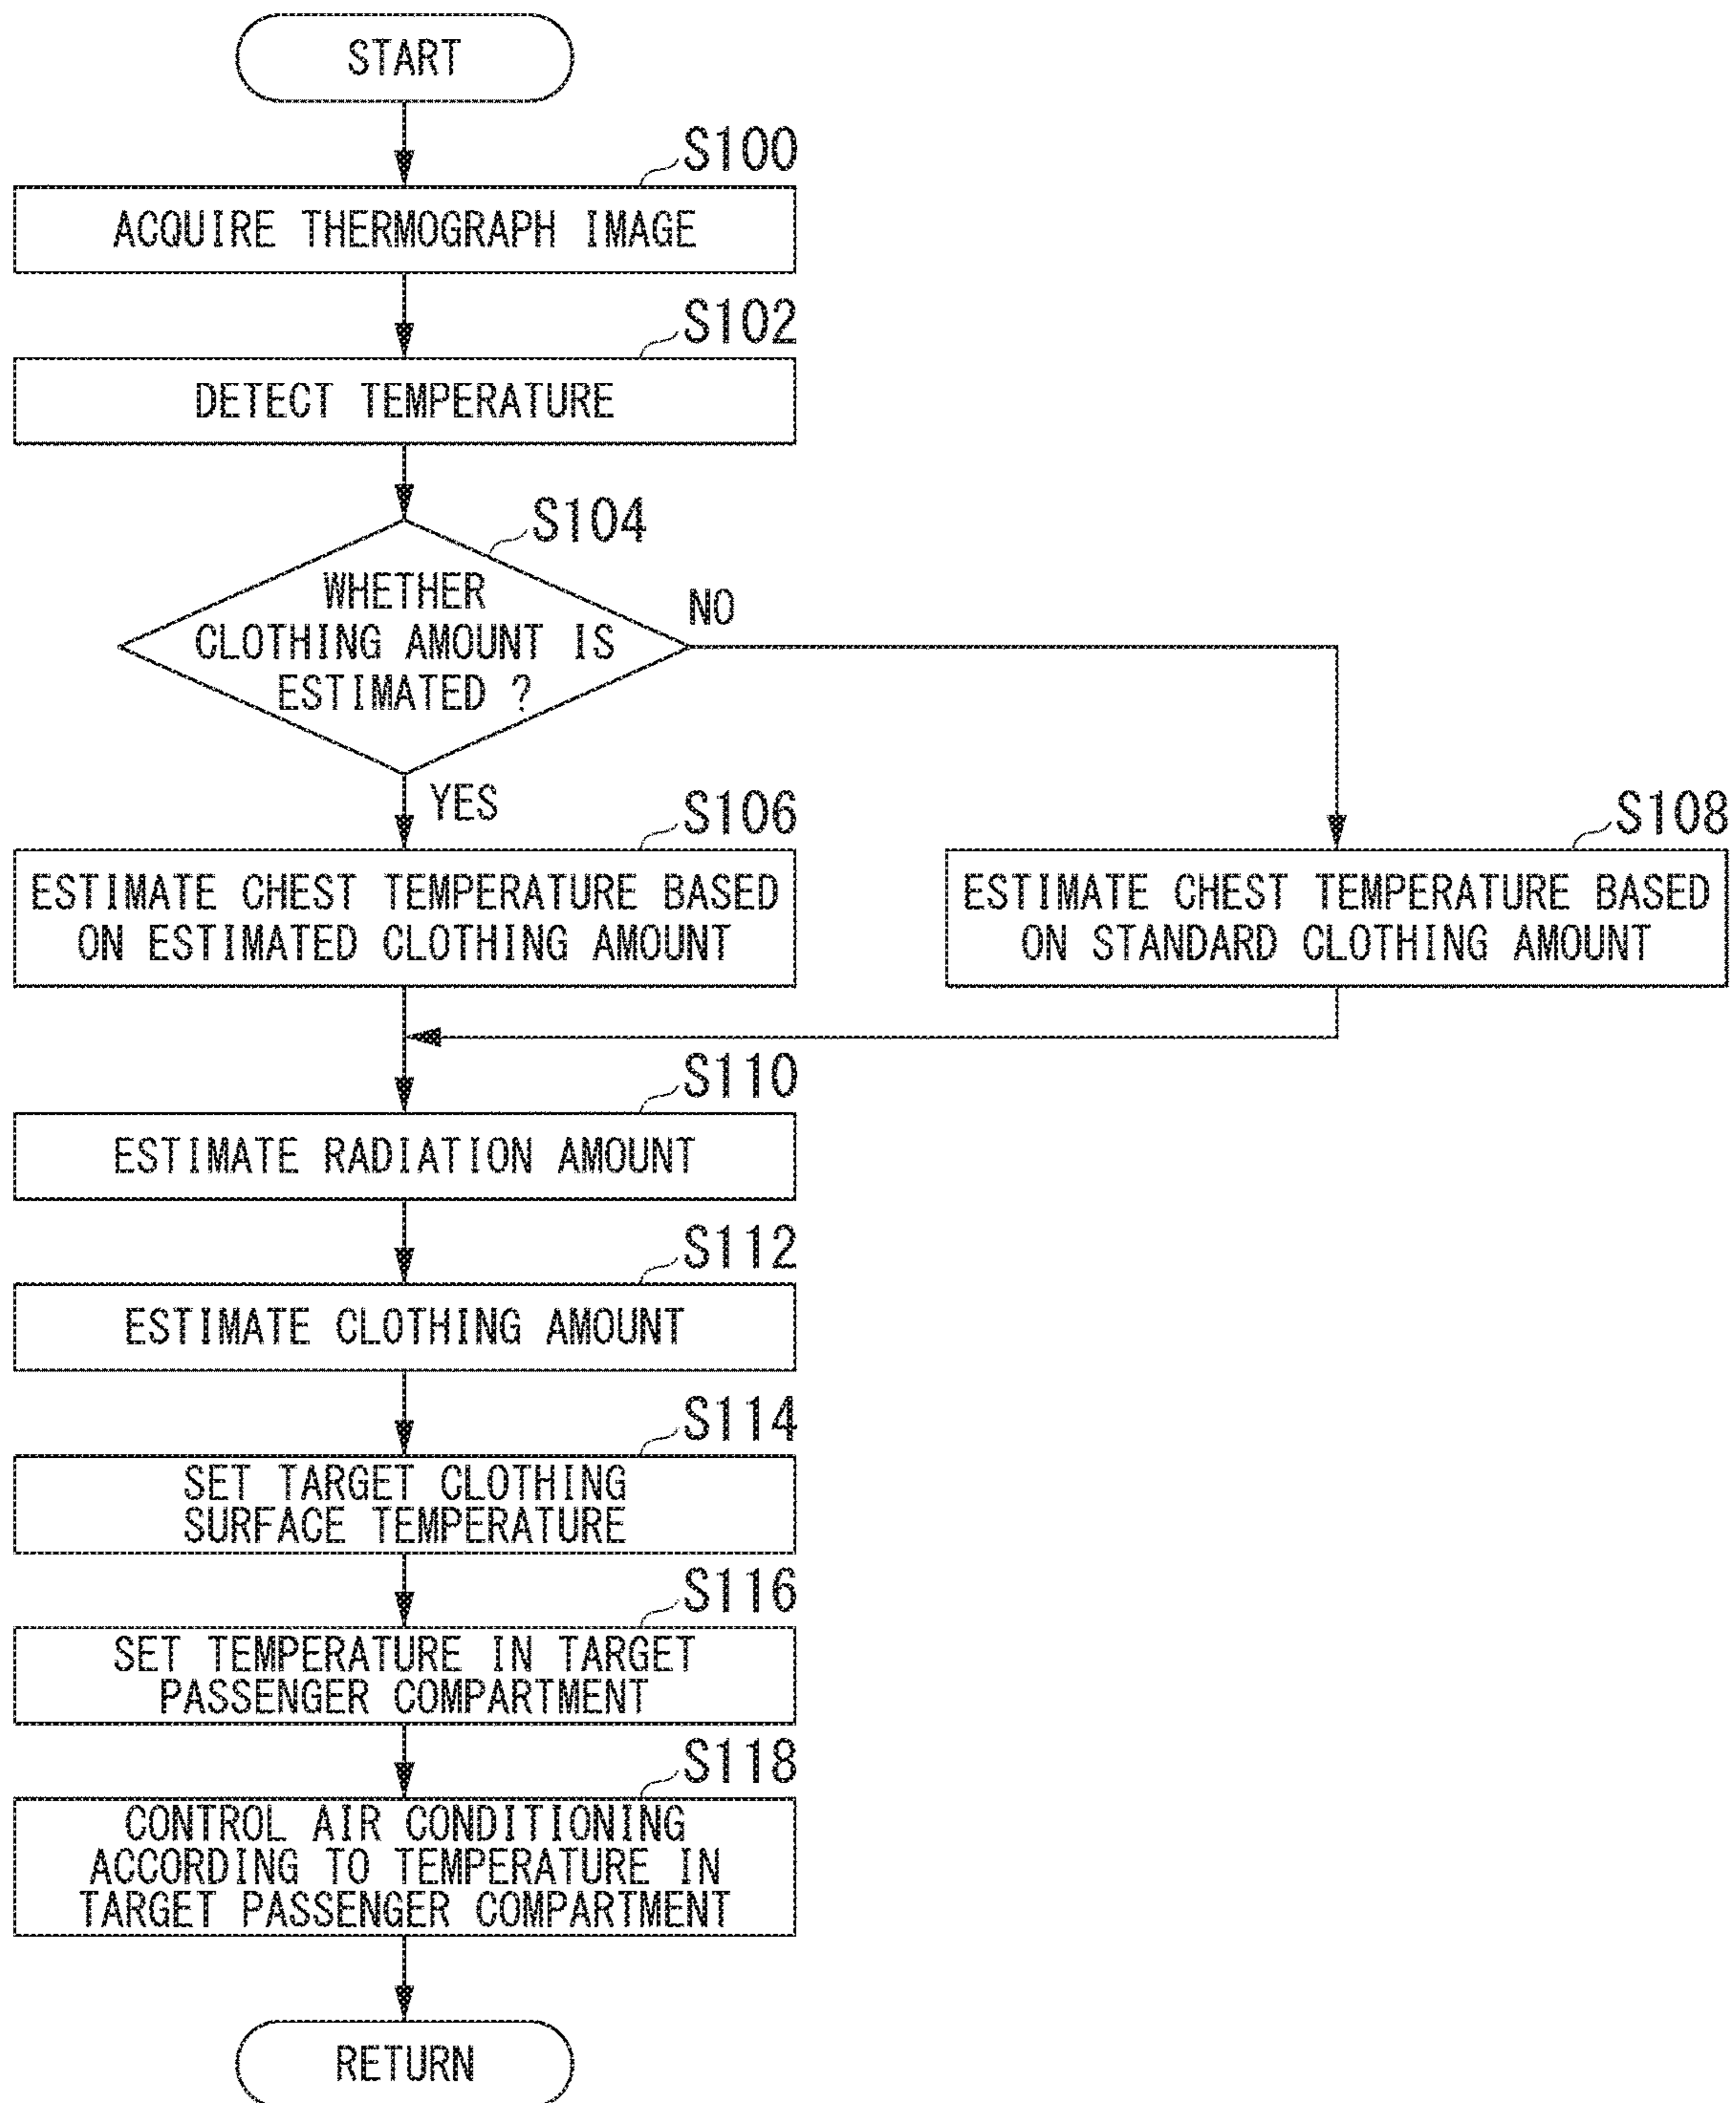 START
S100
ACQUIRE THERMOGRAPH IMAGE
S102
DETECT TEMPERATURE
S104
WHETHER
CLOTHING AMOUNT IS
ESTIMATED ?
NO
YES
S106
ESTIMATE CHEST TEMPERATURE BASED
ON ESTIMATED CLOTHING AMOUNT
S108
ESTIMATE CHEST TEMPERATURE BASED
ON STANDARD CLOTHING AMOUNT
S110
ESTIMATE RADIATION AMOUNT
S112
ESTIMATE CLOTHING AMOUNT
S114
SET TARGET CLOTHING
SURFACE TEMPERATURE
S116
SET TEMPERATURE IN TARGET
PASSENGER COMPARTMENT
S118
CONTROL AIR CONDITIONING
ACCORDING TO TEMPERATURE IN
TARGET PASSENGER COMPARTMENT
RETURN